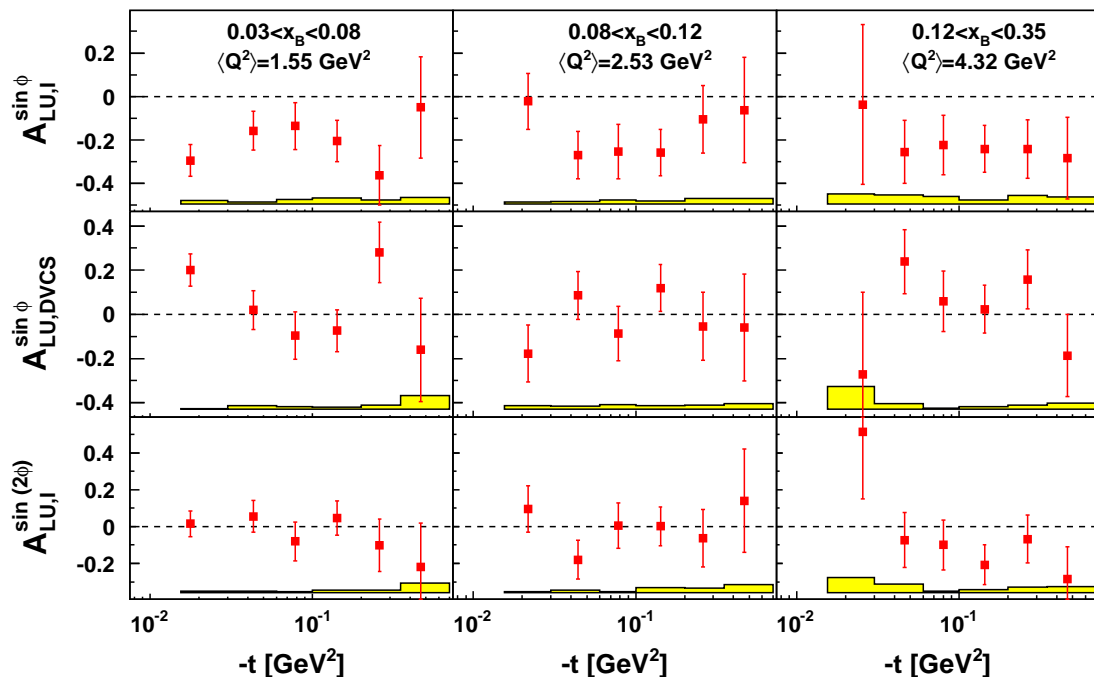 0.03<x_B<0.08
⟨Q²⟩=1.55 GeV²
0.08<x_B<0.12
⟨Q²⟩=2.53 GeV²
0.12<x_B<0.35
⟨Q²⟩=4.32 GeV²
A_{LU,I}^{sin ϕ}
0.2
0
-0.2
-0.4
A_{LU,DVCS}^{sin ϕ}
0.4
0.2
0
-0.2
-0.4
A_{LU,I}^{sin (2ϕ)}
0.4
0.2
0
-0.2
10⁻² 10⁻¹ 10⁻² 10⁻¹ 10⁻² 10⁻¹
-t [GeV²] -t [GeV²] -t [GeV²]